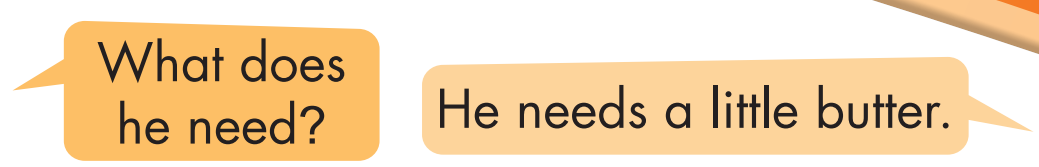 What does
he need?
He needs a little butter.